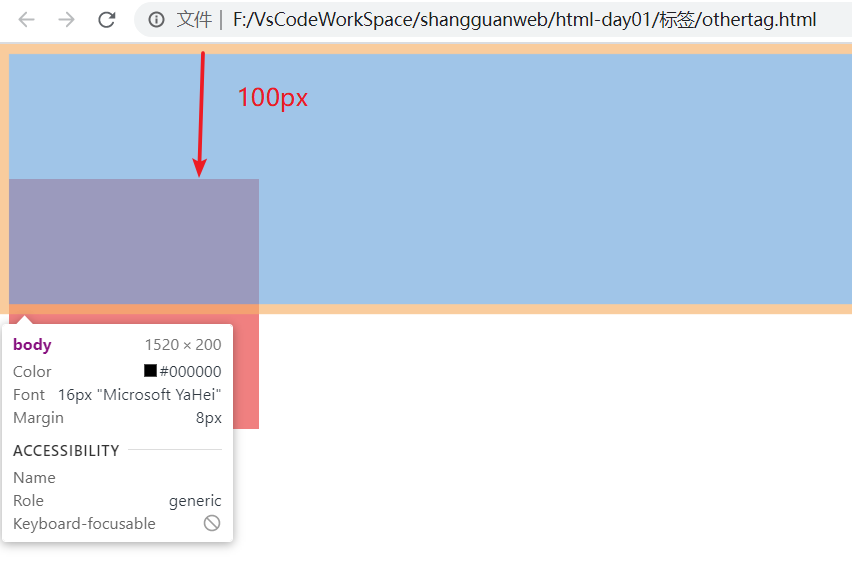 文件 | F:/VsCodeWorkSpace/shangguanweb/html-day01/标签/othertag.html
100px
body 1520 × 200
Color #000000
Font 16px "Microsoft YaHei"
Margin 8px
ACCESSIBILITY
Name
Role generic
Keyboard-focusable